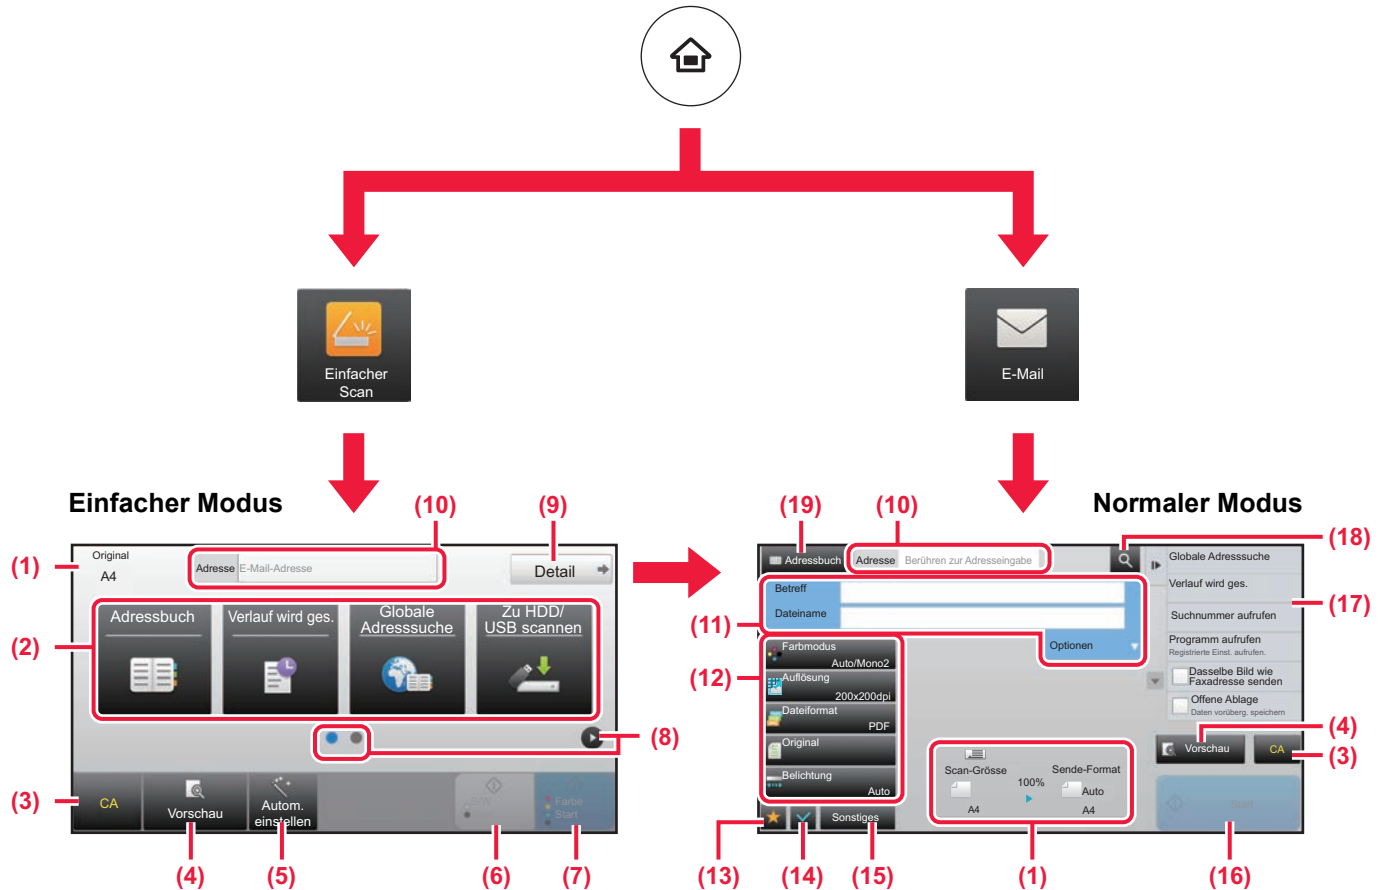 Einfacher
Scan
E-Mail
Einfacher Modus
(10)
(9)
(1)
Original
A4
Adresse E-Mail-Adresse
Detail
(2)
Adressbuch
Verlauf wird ges.
Globale
Adresssuche
Zu HDD/
USB scannen
(8)
(3)
CA
Vorschau
Autom.
einstellen
Farbe
Start
(4)
(5)
(6)
(7)
Normaler Modus
(19)
(10)
(18)
Adressbuch
Adresse
Berühren zur Adresseingabe
Globale Adresssuche
Verlauf wird ges.
(17)
Suchnummer aufrufen
Programm aufrufen
Registrierte Einst. aufrufen.
Dasselbe Bild wie
Faxadresse senden
Offene Ablage
Daten vorüberg. speichern
Betreff
Dateiname
(11)
Optionen
(12)
Farbmodus
Auto/Mono2
Auflösung
200x200dpi
Dateiformat
PDF
Original
Belichtung
Auto
Scan-Grösse
A4
100%
Sende-Format
Auto
A4
(4)
Vorschau
CA
(3)
Start
Sonstiges
(13)
(14)
(15)
(1)
(16)